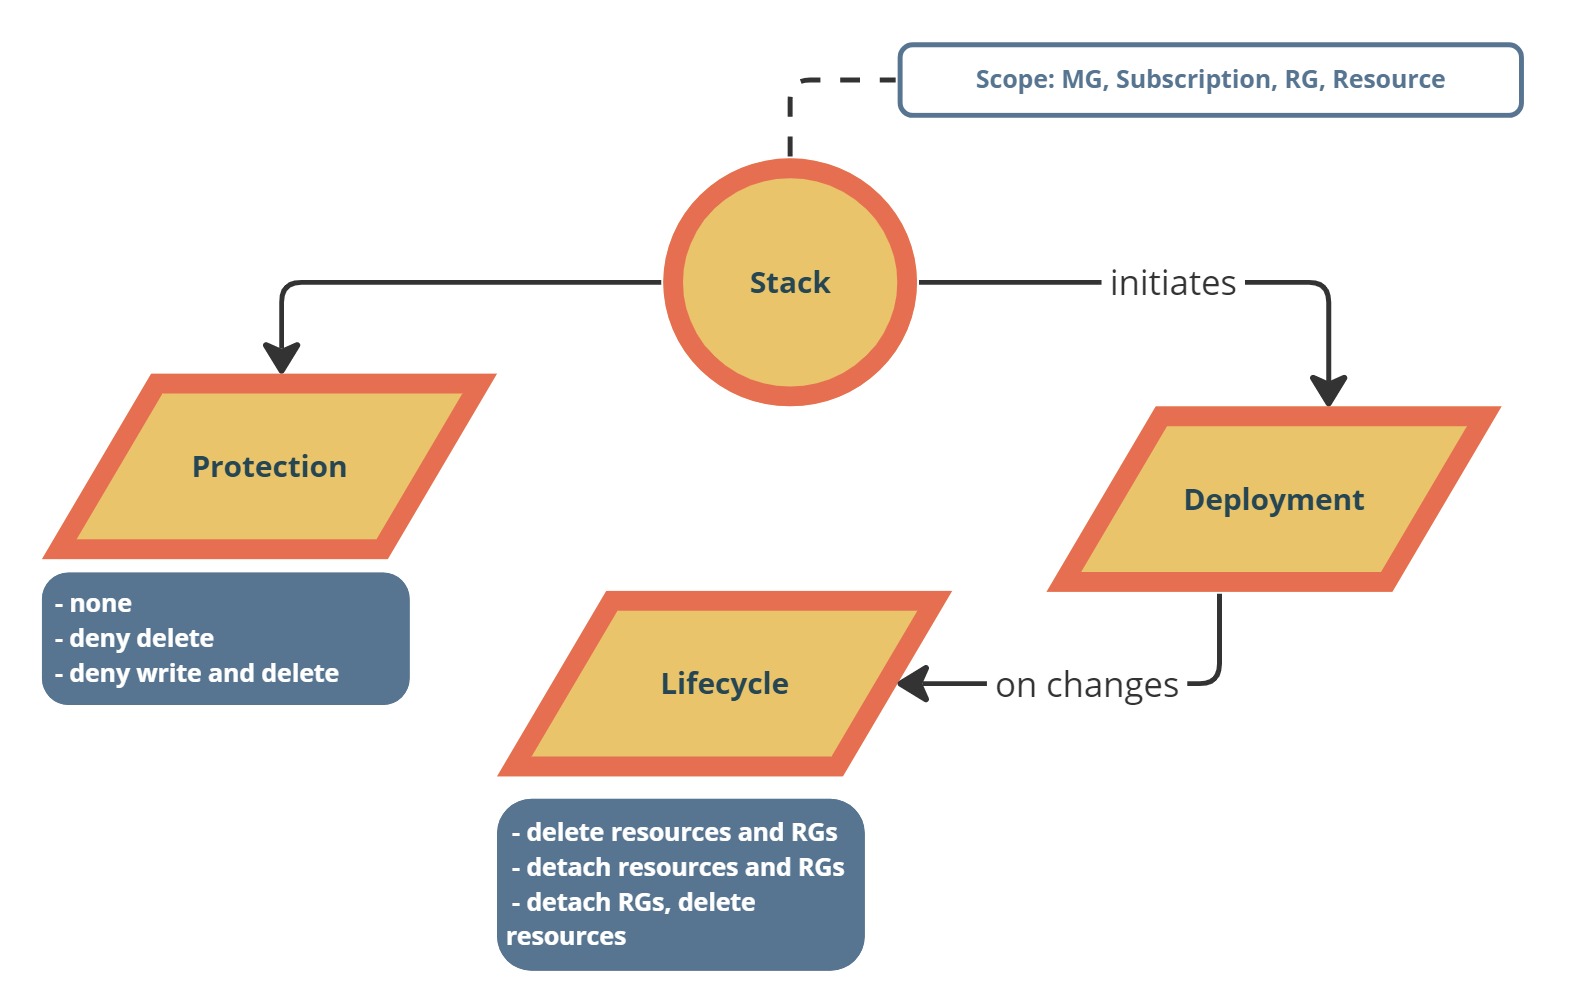 Scope: MG, Subscription, RG, Resource
Stack
initiates
Protection
Deployment
- none
- deny delete
- deny write and delete
Lifecycle
on changes
- delete resources and RGs
- detach resources and RGs
- detach RGs, delete
resources